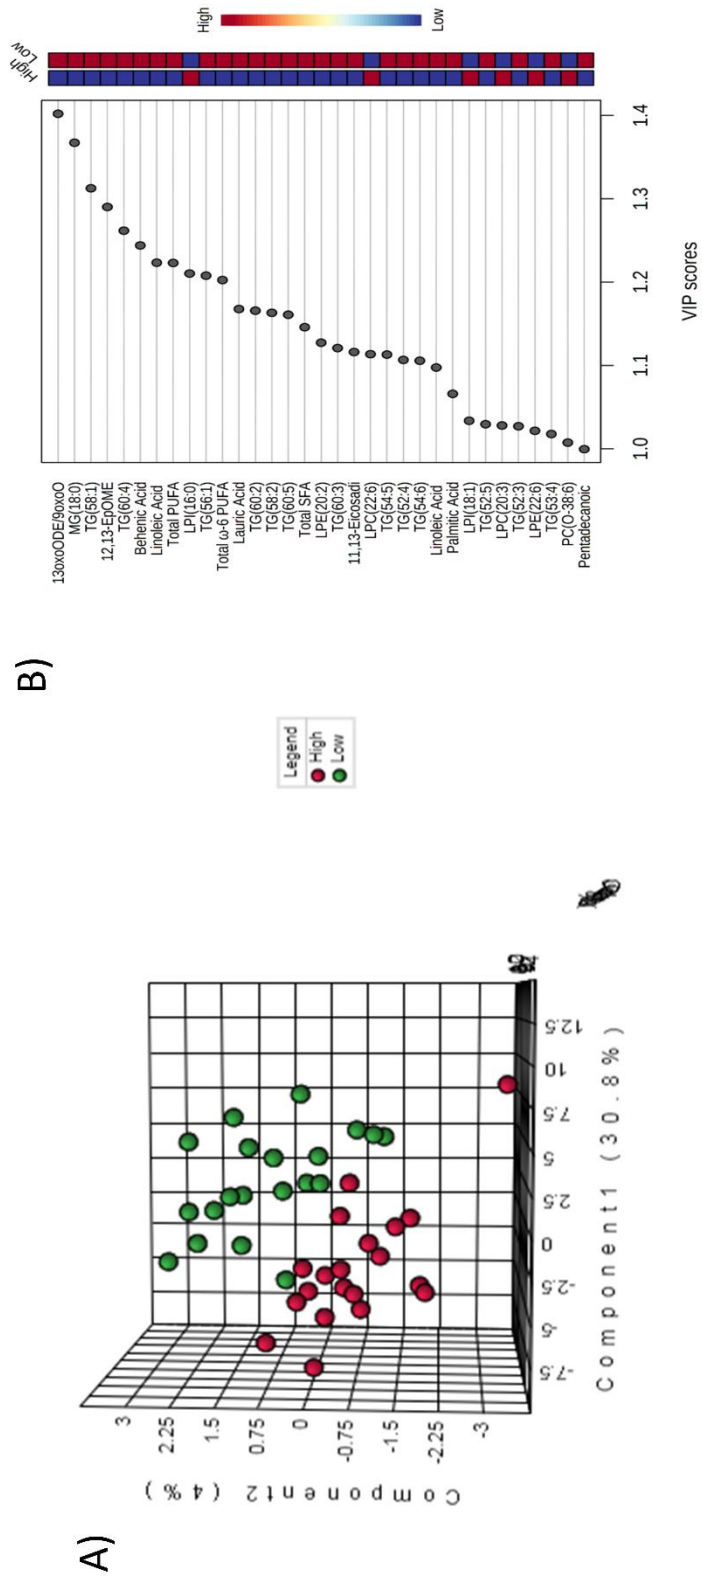 A)
Component2 (4%)
3
2.25
1.5
0.75
0
-0.75
-1.5
-2.25
-3
Component1 (30.8%)
-7.5
-5
-2.5
0
2.5
5
7.5
10
12.5
Legend
High
Low
B)
13oxoODE/9oxoO
MG(18:0)
TG(58:1)
12,13-EpOME
TG(60:4)
Behenic Acid
Linoleic Acid
Total PUFA
LPI(16:0)
TG(56:1)
Total ω-6 PUFA
Lauric Acid
TG(60:2)
TG(58:2)
TG(60:5)
Total SFA
LPE(20:2)
TG(60:3)
11,13-Eicosadi
LPC(22:6)
TG(54:5)
TG(52:4)
TG(54:6)
Linoleic Acid
Palmitic Acid
LPI(18:1)
TG(52:5)
LPC(20:3)
TG(52:3)
LPE(22:6)
TG(53:4)
PC(O-38:6)
Pentadecanoic
1.0
1.1
1.2
1.3
1.4
VIP scores
High
Low
High
Low